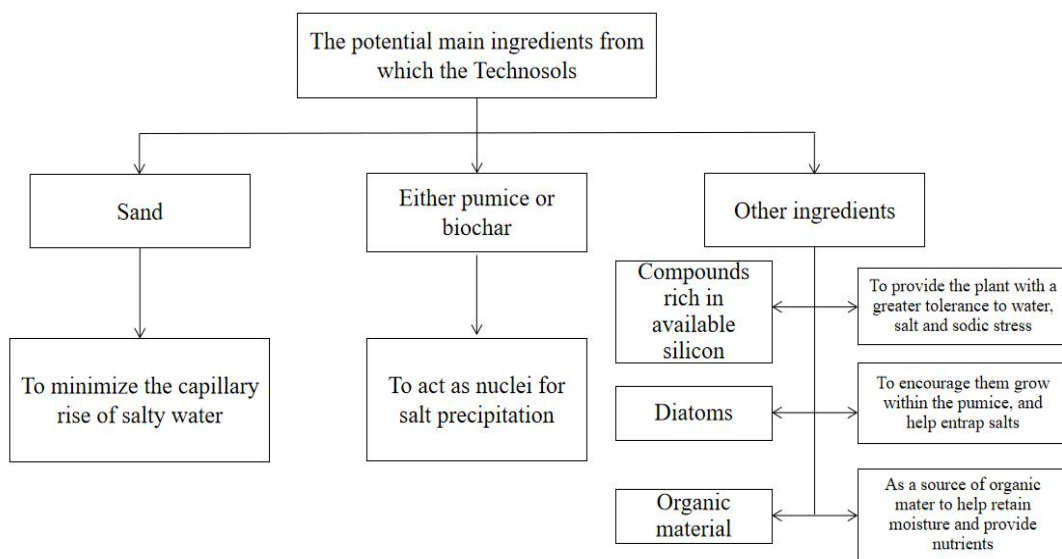 The potential main ingredients from
which the Technosols
Sand
Either pumice or
biochar
Other ingredients
To minimize the capillary
rise of salty water
To act as nuclei for
salt precipitation
Compounds
rich in
available
silicon
To provide the plant with a
greater tolerance to water,
salt and sodic stress
Diatoms
To encourage them grow
within the pumice, and
help entrap salts
Organic
material
As a source of organic
mater to help retain
moisture and provide
nutrients